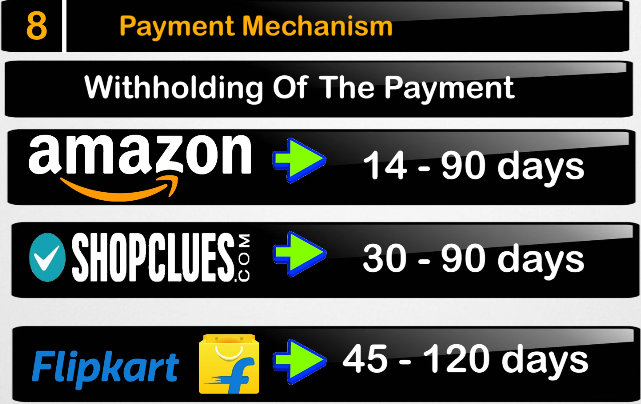 8 Payment Mechanism
Withholding Of The Payment
amazon 14 - 90 days
SHOPCLUES.COM 30 - 90 days
Flipkart f 45 - 120 days